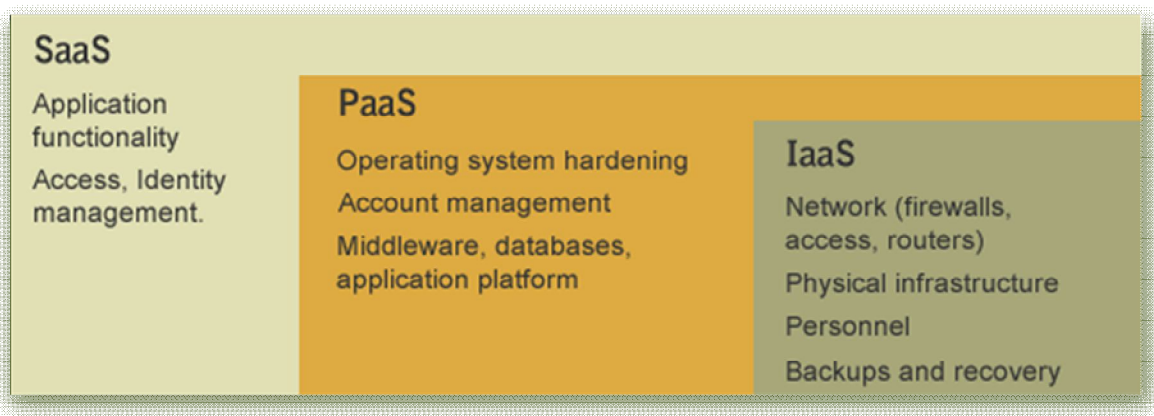 SaaS
Application
functionality
Access, Identity
management.
PaaS
Operating system hardening
Account management
Middleware, databases,
application platform
IaaS
Network (firewalls,
access, routers)
Physical infrastructure
Personnel
Backups and recovery